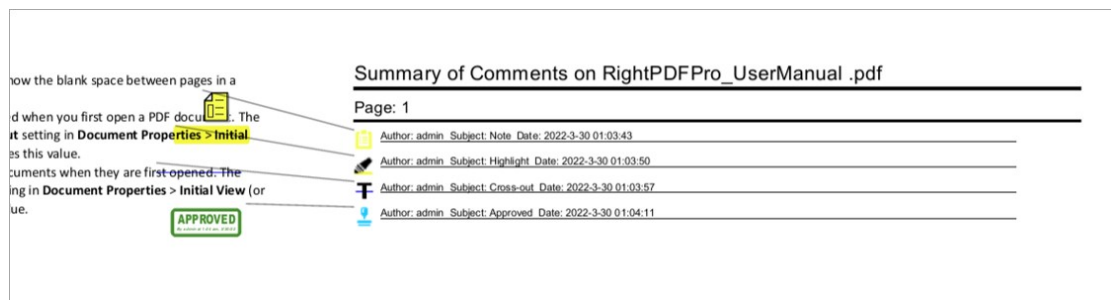 now the blank space between pages in a
d when you first open a PDF docu . The
ut setting in Document Properties > Initial
es this value.
cuments when they are first opened. The
ing in Document Properties > Initial View (or
ue.
APPROVED
Summary of Comments on RightPDFPro_UserManual .pdf
Page: 1
Author: admin Subject: Note Date: 2022-3-30 01:03:43
Author: admin Subject: Highlight Date: 2022-3-30 01:03:50
Author: admin Subject: Cross-out Date: 2022-3-30 01:03:57
Author: admin Subject: Approved Date: 2022-3-30 01:04:11